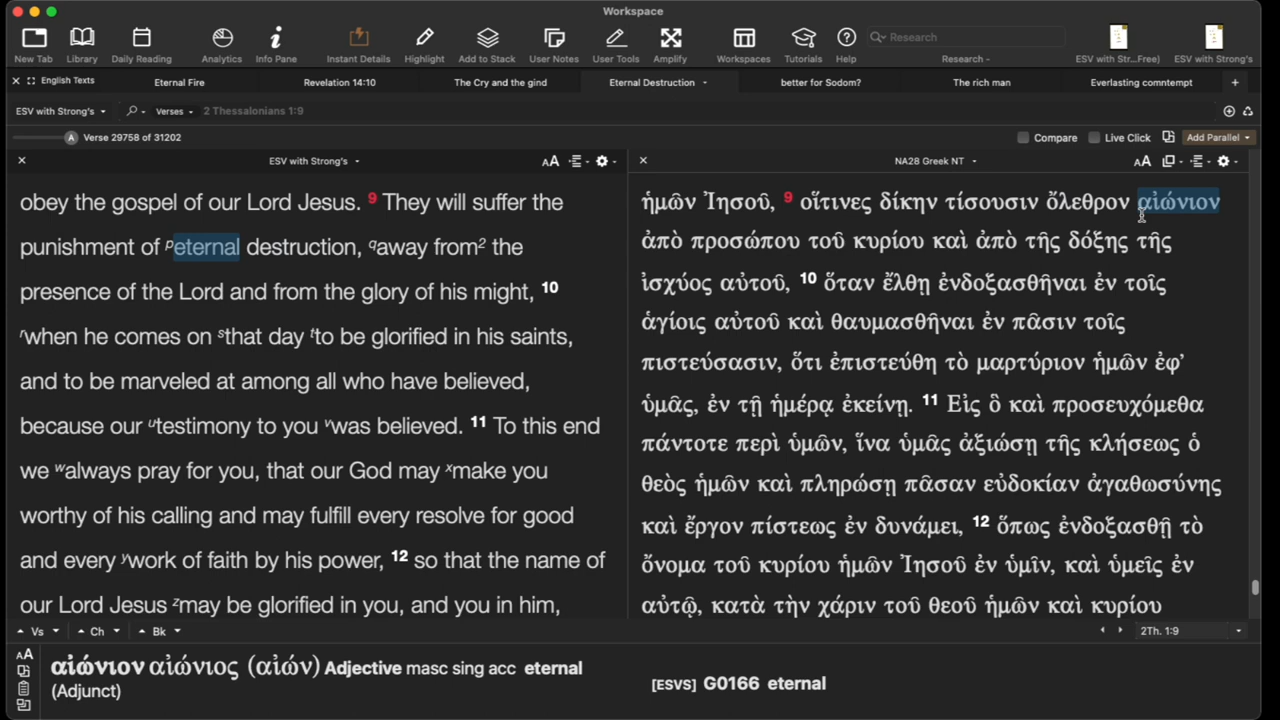 Workspace
New Tab Library Daily Reading Analytics Info Pane Instant Details Highlight Add to Stack User Notes User Tools Amplify Workspaces Tutorials Help Research Research - ESV with Str...Free) ESV with Strong's
English Texts Eternal Fire Revelation 14:10 The Cry and the gind Eternal Destruction better for Sodom? The rich man Everlasting comntempt +
ESV with Strong's Verses 2 Thessalonians 1:9
A Verse 29758 of 31202 Compare Live Click Add Parallel
ESV with Strong's AA
obey the gospel of our Lord Jesus. 9 They will suffer the
punishment of ᵖeternal destruction, ᵠaway from² the
presence of the Lord and from the glory of his might, 10
ʳwhen he comes on ˢthat day ᵗto be glorified in his saints,
and to be marveled at among all who have believed,
because our ᵘtestimony to you ᵛwas believed. 11 To this end
we ʷalways pray for you, that our God may ˣmake you
worthy of his calling and may fulfill every resolve for good
and every ʸwork of faith by his power, 12 so that the name of
our Lord Jesus ᶻmay be glorified in you, and you in him,
NA28 Greek NT AA
ἡμῶν Ἰησοῦ, 9 οἵτινες δίκην τίσουσιν ὄλεθρον αἰώνιον
ἀπὸ προσώπου τοῦ κυρίου καὶ ἀπὸ τῆς δόξης τῆς
ἰσχύος αὐτοῦ, 10 ὅταν ἔλθῃ ἐνδοξασθῆναι ἐν τοῖς
ἁγίοις αὐτοῦ καὶ θαυμασθῆναι ἐν πᾶσιν τοῖς
πιστεύσασιν, ὅτι ἐπιστεύθη τὸ μαρτύριον ἡμῶν ἐφ’
ὑμᾶς, ἐν τῇ ἡμέρᾳ ἐκείνῃ. 11 Εἰς ὃ καὶ προσευχόμεθα
πάντοτε περὶ ὑμῶν, ἵνα ὑμᾶς ἀξιώσῃ τῆς κλήσεως ὁ
θεὸς ἡμῶν καὶ πληρώσῃ πᾶσαν εὐδοκίαν ἀγαθωσύνης
καὶ ἔργον πίστεως ἐν δυνάμει, 12 ὅπως ἐνδοξασθῇ τὸ
ὄνομα τοῦ κυρίου ἡμῶν Ἰησοῦ ἐν ὑμῖν, καὶ ὑμεῖς ἐν
αὐτῷ, κατὰ τὴν χάριν τοῦ θεοῦ ἡμῶν καὶ κυρίου
Vs Ch Bk 2Th. 1:9
AA αἰώνιον αἰώνιος (αἰών) Adjective masc sing acc eternal
(Adjunct)
[ESVS] G0166 eternal